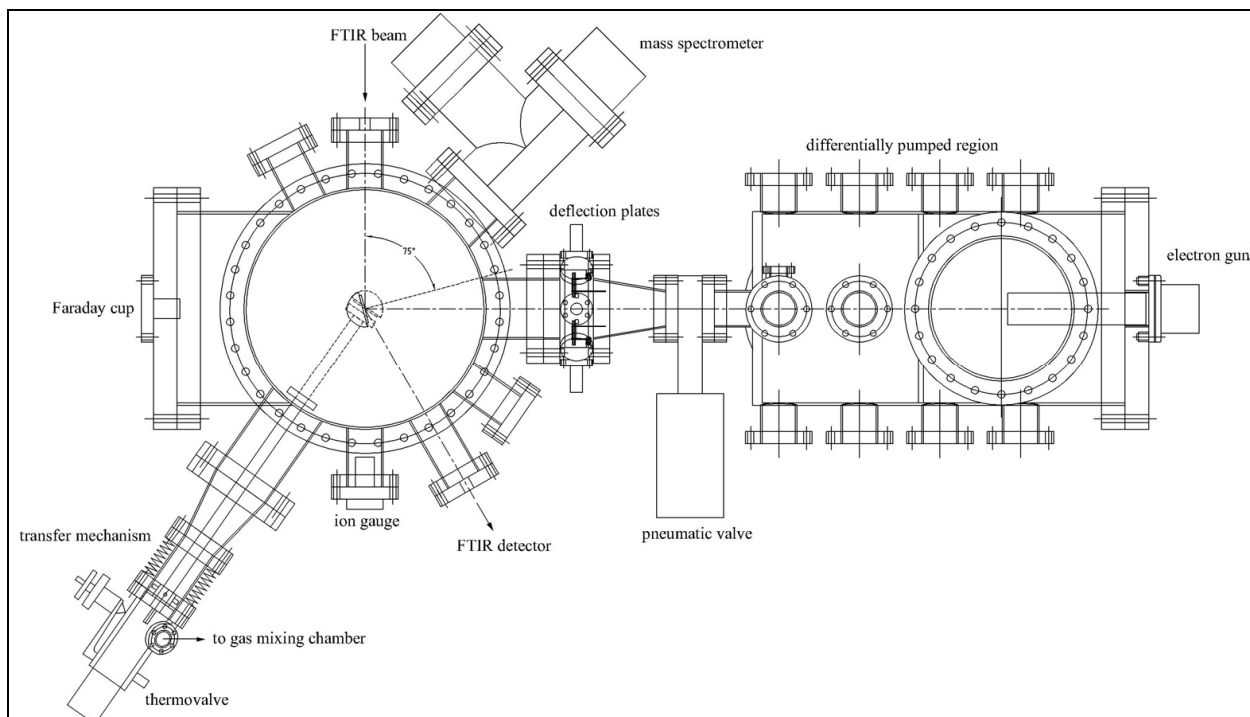 FTIR beam
mass spectrometer
differentially pumped region
deflection plates
75°
electron gun
Faraday cup
ion gauge
pneumatic valve
transfer mechanism
FTIR detector
to gas mixing chamber
thermovalve